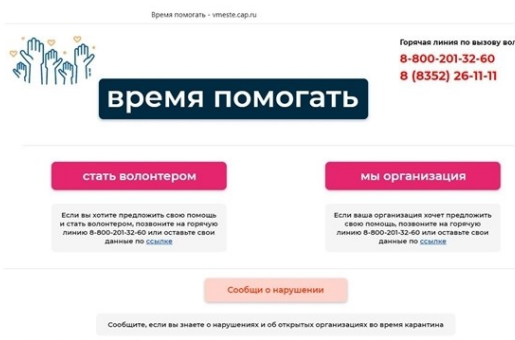 Время помогать - vmeste.cap.ru
Горячая линия по вызову
8-800-201-32-60
8 (8352) 26-11-11
время помогать
стать волонтером
Если вы хотите предложить свою помощь
и стать волонтером, позвоните на горячую
линию 8-800-201-32-60 или оставьте свои
данные по ссылке
мы организация
Если ваша организация хочет предложить
свою помощь, позвоните на горячую
линию 8-800-201-32-60 или оставьте свои
данные по ссылке
Сообщи о нарушении
Сообщите, если вы знаете о нарушениях и об открытых организациях во время карантина